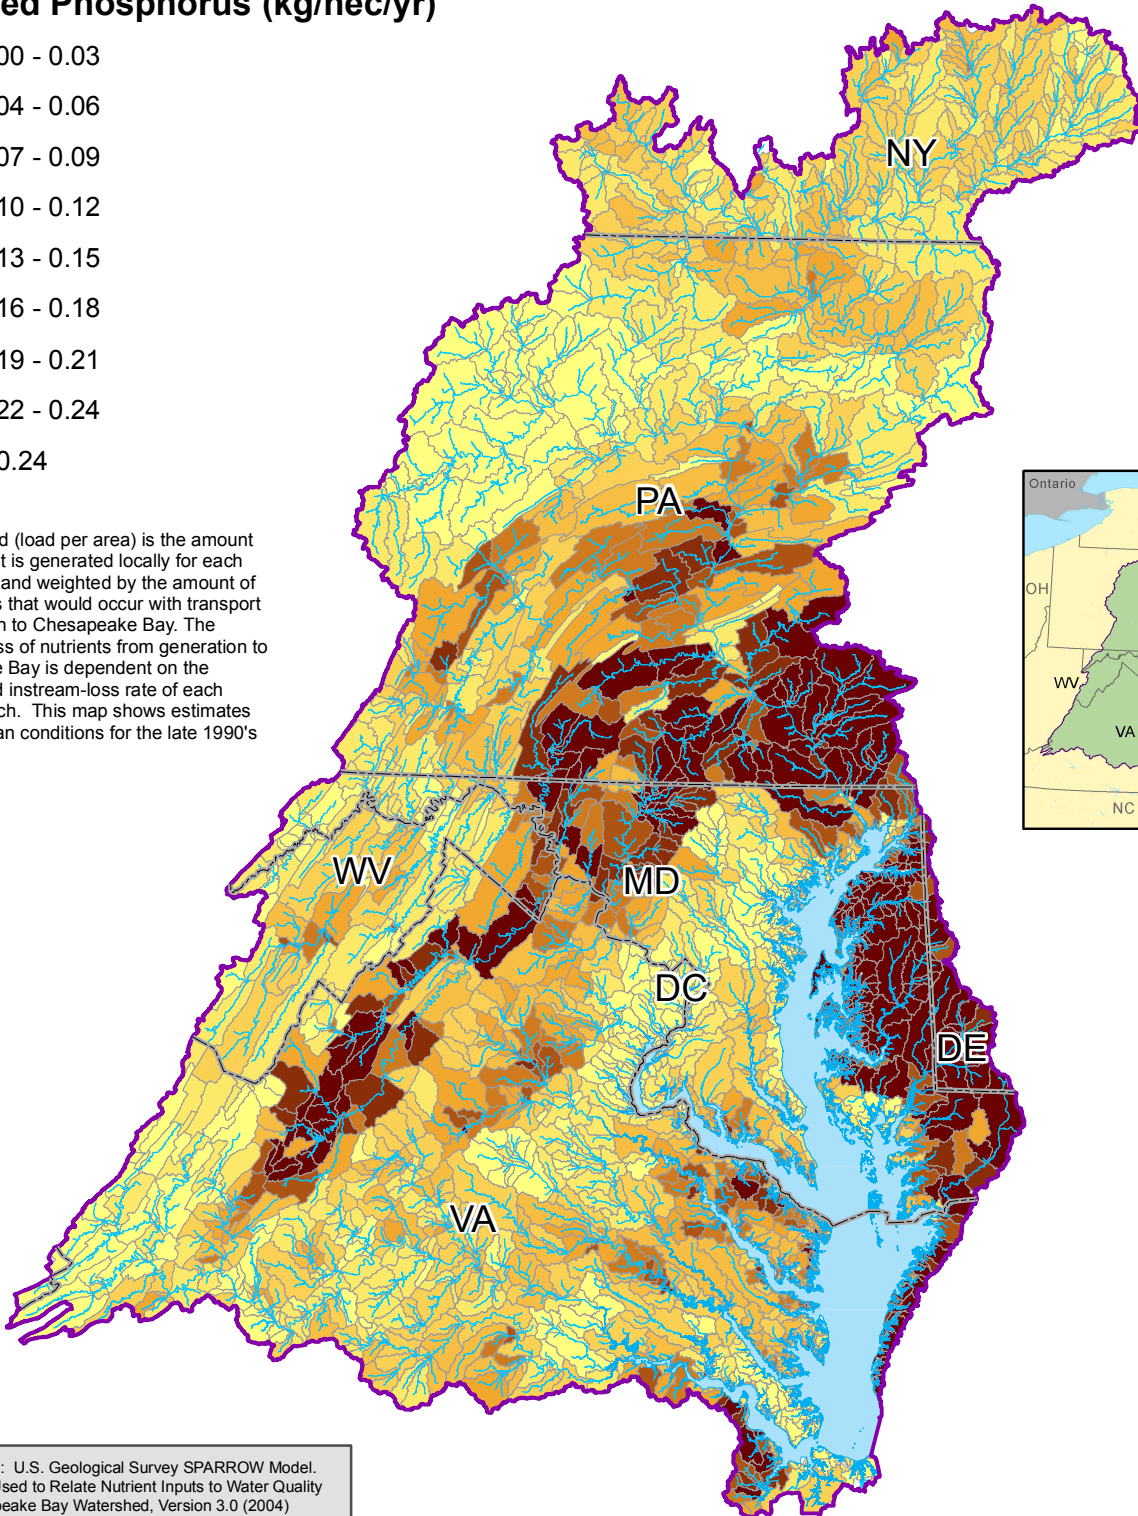 ed Phosphorus (kg/hec/yr)
00 - 0.03
04 - 0.06
07 - 0.09
10 - 0.12
13 - 0.15
16 - 0.18
19 - 0.21
22 - 0.24
0.24
d (load per area) is the amount
t is generated locally for each
and weighted by the amount of
s that would occur with transport
n to Chesapeake Bay. The
ss of nutrients from generation to
e Bay is dependent on the
d instream-loss rate of each
ch. This map shows estimates
an conditions for the late 1990's
NY
PA
WV
MD
DC
DE
VA
Ontario
OH
WV
VA
NC
: U.S. Geological Survey SPARROW Model.
Used to Relate Nutrient Inputs to Water Quality
peake Bay Watershed, Version 3.0 (2004)